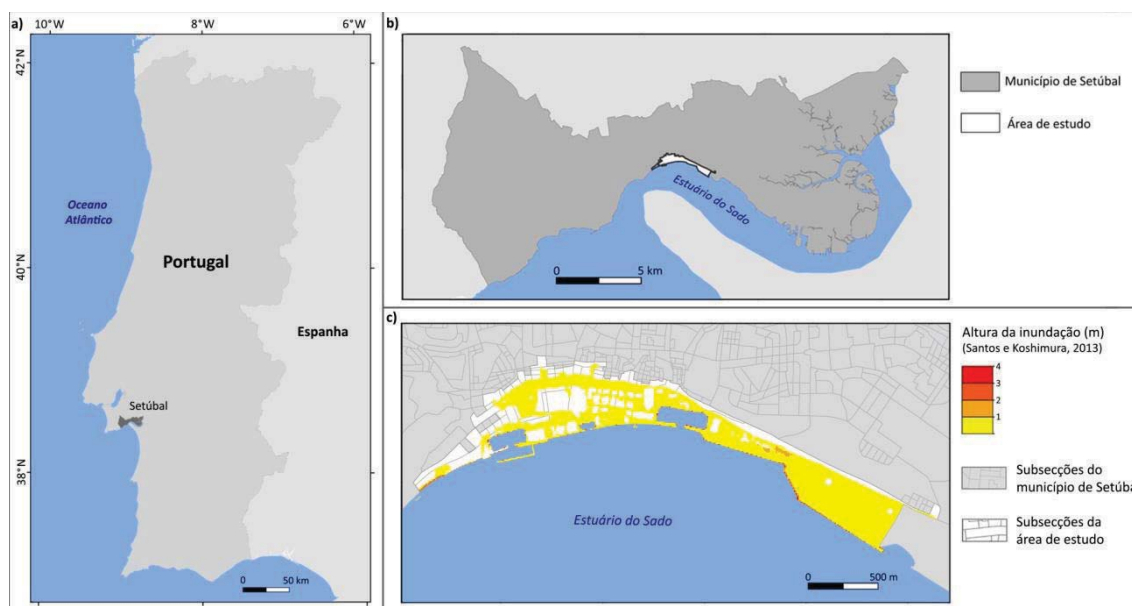 a)
10°W
8°W
6°W
42°N
40°N
38°N
Oceano
Atlântico
Portugal
Espanha
Setúbal
0
50 km
b)
Município de Setúbal
Área de estudo
Estuário do Sado
0
5 km
c)
Altura da inundação (m)
(Santos e Koshimura, 2013)
4
3
2
1
Subsecções do
município de Setúba
Subsecções da
área de estudo
Estuário do Sado
0
500 m